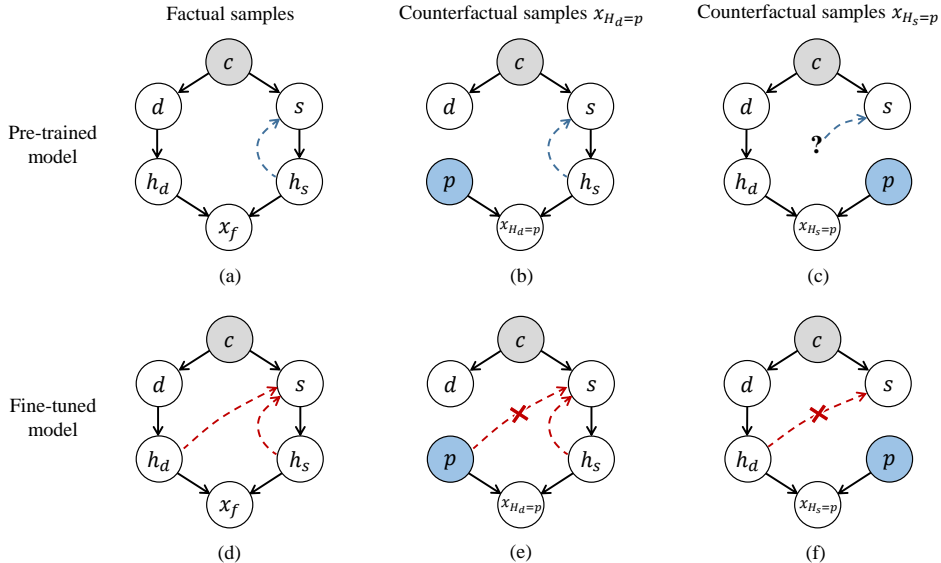 Factual samples
Counterfactual samples $x_{H_d=p}$
Counterfactual samples $x_{H_s=p}$
Pre-trained
model
c
d
s
h_d
h_s
x_f
(a)
c
d
s
p
h_s
x_{H_d=p}
(b)
c
d
s
?
h_d
p
x_{H_s=p}
(c)
Fine-tuned
model
c
d
s
h_d
h_s
x_f
(d)
c
d
s
p
h_s
x_{H_d=p}
(e)
c
d
s
h_d
p
x_{H_s=p}
(f)